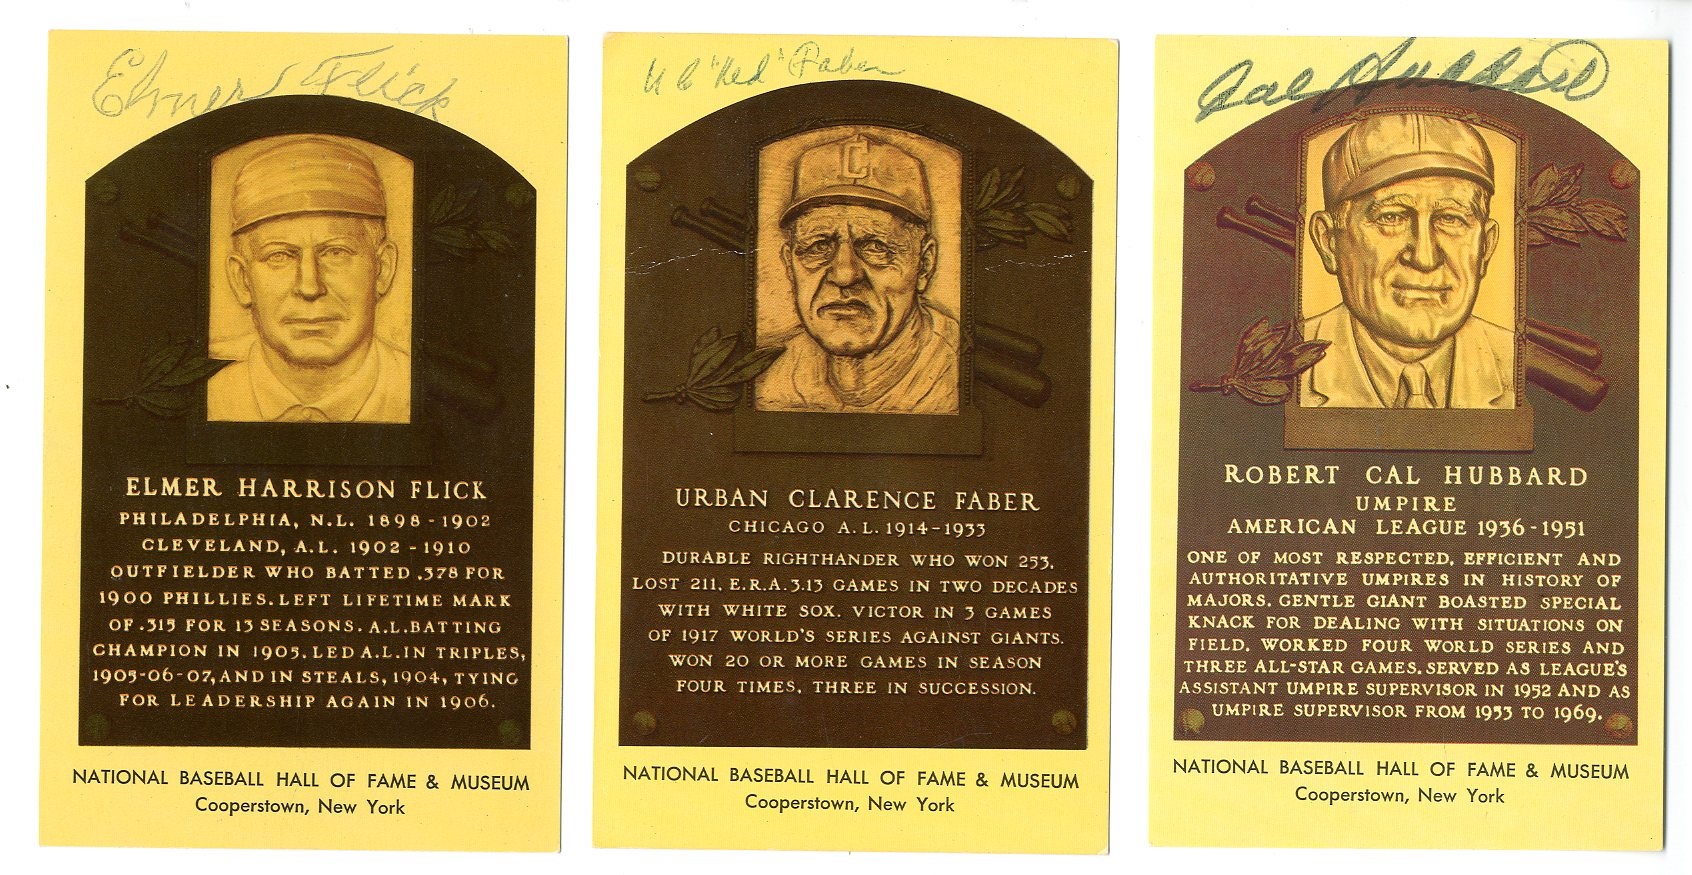 Elmer Flick
ELMER HARRISON FLICK
PHILADELPHIA, N.L. 1898-1902
CLEVELAND, A.L. 1902-1910
OUTFIELDER WHO BATTED .378 FOR
1900 PHILLIES. LEFT LIFETIME MARK
OF .315 FOR 13 SEASONS. A.L. BATTING
CHAMPION IN 1905. LED A.L. IN TRIPLES,
1905-06-07, AND IN STEALS, 1904, TYING
FOR LEADERSHIP AGAIN IN 1906.
NATIONAL BASEBALL HALL OF FAME & MUSEUM
Cooperstown, New York
U C "Red" Faber
C
URBAN CLARENCE FABER
CHICAGO A.L. 1914-1933
DURABLE RIGHTHANDER WHO WON 253,
LOST 211, E.R.A. 3.13 GAMES IN TWO DECADES
WITH WHITE SOX. VICTOR IN 3 GAMES
OF 1917 WORLD'S SERIES AGAINST GIANTS.
WON 20 OR MORE GAMES IN SEASON
FOUR TIMES, THREE IN SUCCESSION.
NATIONAL BASEBALL HALL OF FAME & MUSEUM
Cooperstown, New York
Cal Hubbard
ROBERT CAL HUBBARD
UMPIRE
AMERICAN LEAGUE 1936-1951
ONE OF MOST RESPECTED, EFFICIENT AND
AUTHORITATIVE UMPIRES IN HISTORY OF
MAJORS. GENTLE GIANT BOASTED SPECIAL
KNACK FOR DEALING WITH SITUATIONS ON
FIELD. WORKED FOUR WORLD SERIES AND
THREE ALL-STAR GAMES. SERVED AS LEAGUE'S
ASSISTANT UMPIRE SUPERVISOR IN 1952 AND AS
UMPIRE SUPERVISOR FROM 1953 TO 1969.
NATIONAL BASEBALL HALL OF FAME & MUSEUM
Cooperstown, New York